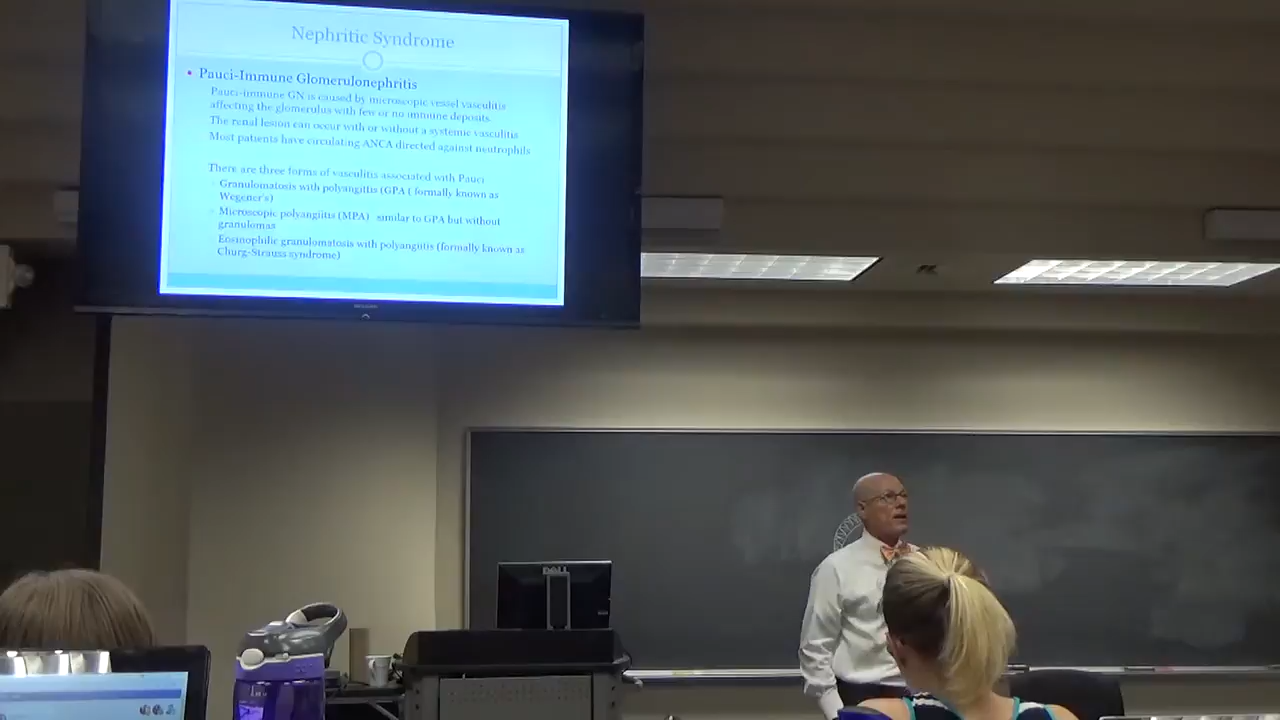 Nephritic Syndrome
Pauci-Immune Glomerulonephritis
Pauci-immune GN is caused by microscopic vessel vasculitis
affecting the glomerulus with few or no immune deposits.
The renal lesion can occur with or without a systemic vasculitis
Most patients have circulating ANCA directed against neutrophils
There are three forms of vasculitis associated with Pauci
Granulomatosis with polyangiitis (GPA ( formally known as
Wegener's)
Microscopic polyangiitis (MPA) similar to GPA but without
granulomas
Eosinophilic granulomatosis with polyangiitis (formally known as
Churg-Strauss syndrome)
DELL